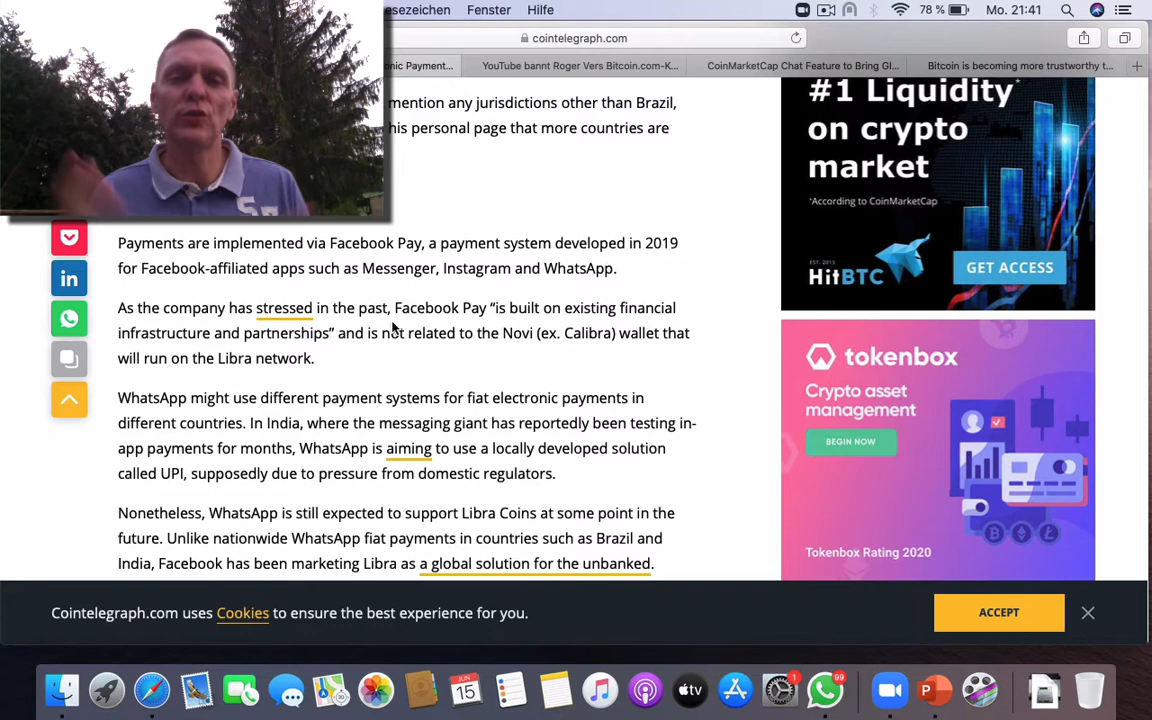 esezeichen Fenster Hilfe
78 %
Mo. 21:41
cointelegraph.com
onic Payment...
YouTube bannt Roger Vers Bitcoin.com-K...
CoinMarketCap Chat Feature to Bring Gl...
Bitcoin is becoming more trustworthy t...
mention any jurisdictions other than Brazil,
his personal page that more countries are
Payments are implemented via Facebook Pay, a payment system developed in 2019
for Facebook-affiliated apps such as Messenger, Instagram and WhatsApp.
As the company has stressed in the past, Facebook Pay “is built on existing financial
infrastructure and partnerships” and is not related to the Novi (ex. Calibra) wallet that
will run on the Libra network.
WhatsApp might use different payment systems for fiat electronic payments in
different countries. In India, where the messaging giant has reportedly been testing in-
app payments for months, WhatsApp is aiming to use a locally developed solution
called UPI, supposedly due to pressure from domestic regulators.
Nonetheless, WhatsApp is still expected to support Libra Coins at some point in the
future. Unlike nationwide WhatsApp fiat payments in countries such as Brazil and
India, Facebook has been marketing Libra as a global solution for the unbanked.
#1 Liquidity*
on crypto
market
*According to CoinMarketCap
EST. 2013
HitBTC
GET ACCESS
tokenbox
Crypto asset
management
BEGIN NOW
Tokenbox Rating 2020
in
Cointelegraph.com uses Cookies to ensure the best experience for you.
ACCEPT
JUN
15
tv
1
99
P